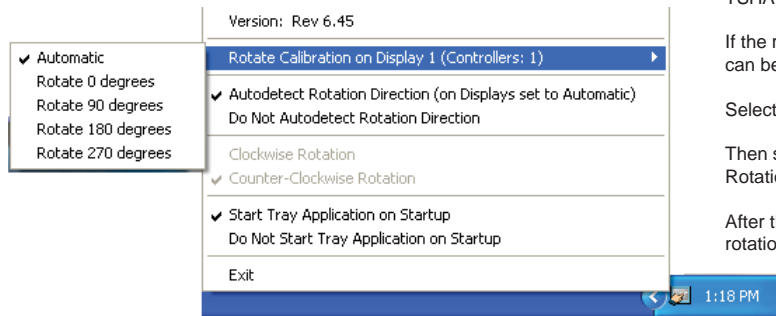 Version: Rev 6.45
Rotate Calibration on Display 1 (Controllers: 1)
Automatic
Rotate 0 degrees
Rotate 90 degrees
Rotate 180 degrees
Rotate 270 degrees
Autodetect Rotation Direction (on Displays set to Automatic)
Do Not Autodetect Rotation Direction
Clockwise Rotation
Counter-Clockwise Rotation
Start Tray Application on Startup
Do Not Start Tray Application on Startup
Exit
1:18 PM
If the
can be
Select
Then
After